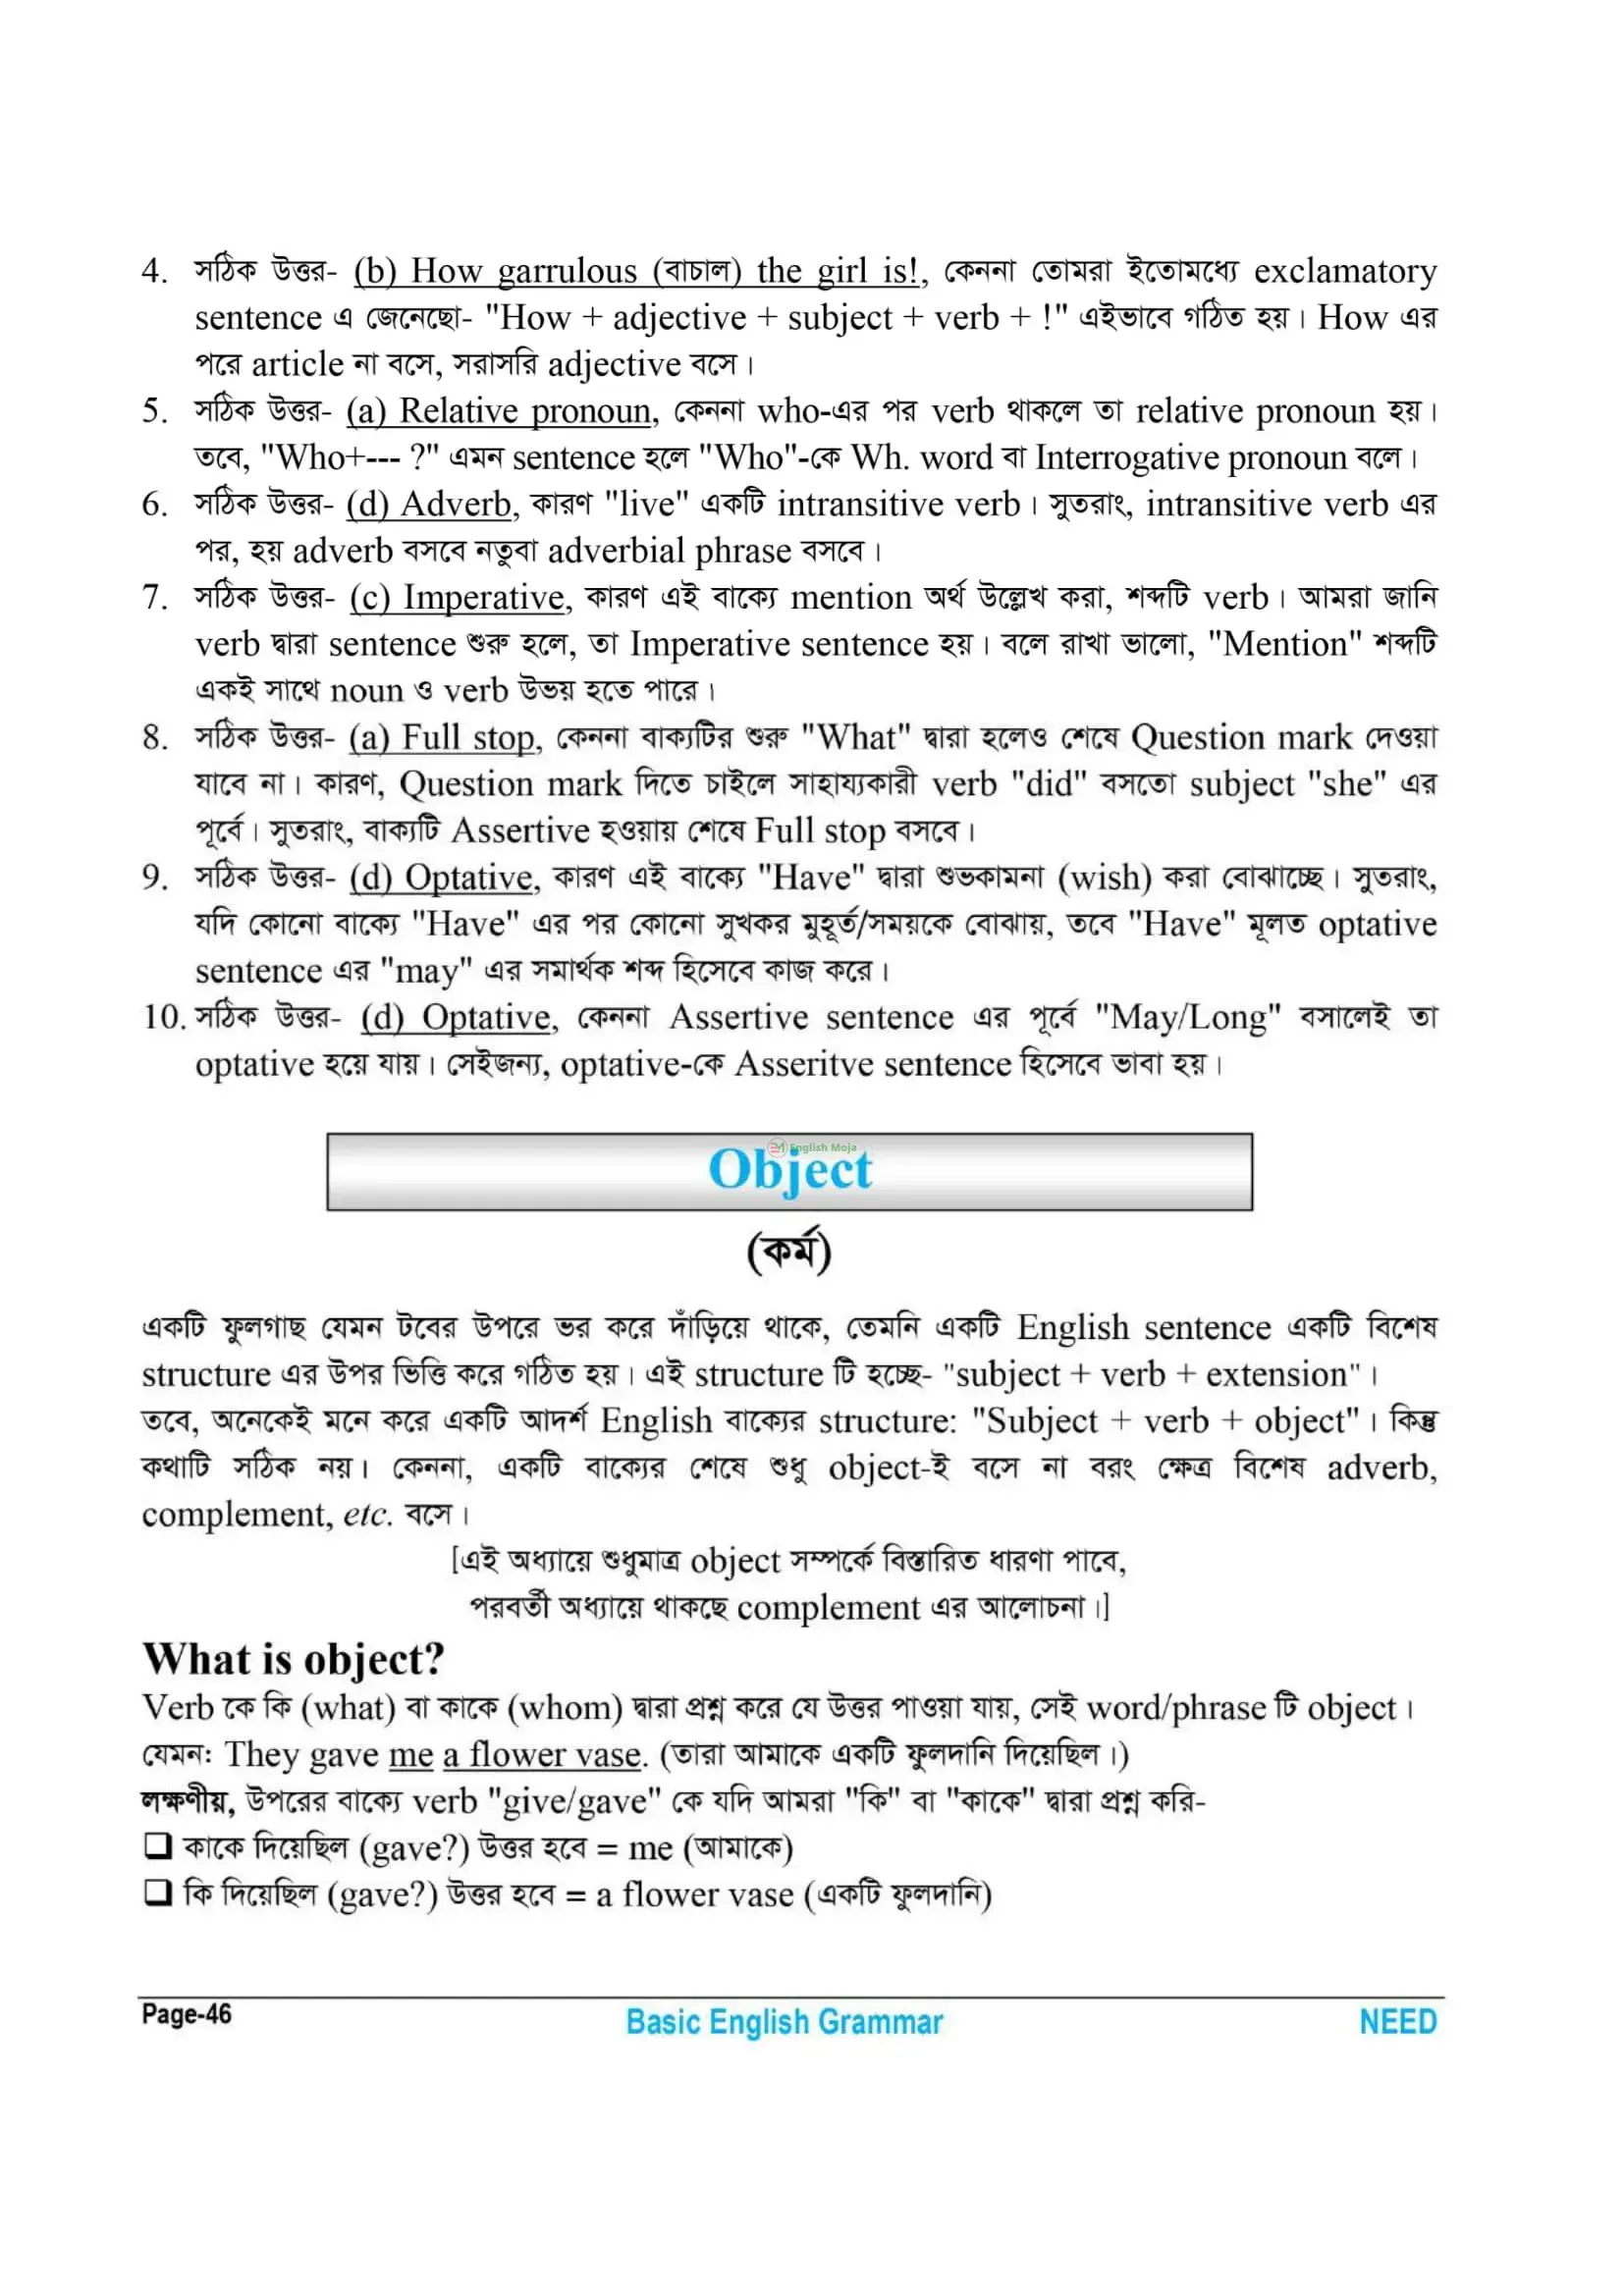 4. সঠিক উত্তর- (b) How garrulous (বাচাল) the girl is!, কেননা তোমরা ইতোমধ্যে exclamatory
sentence এ জেনেছো- "How + adjective + subject + verb + !" এইভাবে গঠিত হয়। How এর
পরে article না বসে, সরাসরি adjective বসে।
5. সঠিক উত্তর- (a) Relative pronoun, কেননা who-এর পর verb থাকলে তা relative pronoun হয়।
তবে, "Who+--- ?" এমন sentence হলে "Who"-কে Wh. word বা Interrogative pronoun বলে।
6. সঠিক উত্তর- (d) Adverb, কারণ "live" একটি intransitive verb। সুতরাং, intransitive verb এর
পর, হয় adverb বসবে নতুবা adverbial phrase বসবে।
7. সঠিক উত্তর- (c) Imperative, কারণ এই বাক্যে mention অর্থ উল্লেখ করা, শব্দটি verb। আমরা জানি
verb দ্বারা sentence শুরু হলে, তা Imperative sentence হয়। বলে রাখা ভালো, "Mention" শব্দটি
একই সাথে noun ও verb উভয় হতে পারে।
8. সঠিক উত্তর- (a) Full stop, কেননা বাক্যটির শুরু "What" দ্বারা হলেও শেষে Question mark দেওয়া
যাবে না। কারণ, Question mark দিতে চাইলে সাহায্যকারী verb "did" বসতো subject "she" এর
পূর্বে। সুতরাং, বাক্যটি Assertive হওয়ায় শেষে Full stop বসবে।
9. সঠিক উত্তর- (d) Optative, কারণ এই বাক্যে "Have" দ্বারা শুভকামনা (wish) করা বোঝাচ্ছে। সুতরাং,
যদি কোনো বাক্যে "Have" এর পর কোনো সুখকর মুহূর্ত/সময়কে বোঝায়, তবে "Have" মূলত optative
sentence এর "may" এর সমার্থক শব্দ হিসেবে কাজ করে।
10. সঠিক উত্তর- (d) Optative, কেননা Assertive sentence এর পূর্বে "May/Long" বসালেই তা
optative হয়ে যায়। সেইজন্য, optative-কে Asseritve sentence হিসেবে ভাবা হয়।
English Moja
Object
(কর্ম)
একটি ফুলগাছ যেমন টবের উপরে ভর করে দাঁড়িয়ে থাকে, তেমনি একটি English sentence একটি বিশেষ
structure এর উপর ভিত্তি করে গঠিত হয়। এই structure টি হচ্ছে- "subject + verb + extension"।
তবে, অনেকেই মনে করে একটি আদর্শ English বাক্যের structure: "Subject + verb + object"। কিন্তু
কথাটি সঠিক নয়। কেননা, একটি বাক্যের শেষে শুধু object-ই বসে না বরং ক্ষেত্র বিশেষ adverb,
complement, etc. বসে।
[এই অধ্যায়ে শুধুমাত্র object সম্পর্কে বিস্তারিত ধারণা পাবে,
পরবর্তী অধ্যায়ে থাকছে complement এর আলোচনা।]
What is object?
Verb কে কি (what) বা কাকে (whom) দ্বারা প্রশ্ন করে যে উত্তর পাওয়া যায়, সেই word/phrase টি object।
যেমন: They gave me a flower vase. (তারা আমাকে একটি ফুলদানি দিয়েছিল।)
লক্ষণীয়, উপরের বাক্যে verb "give/gave" কে যদি আমরা "কি" বা "কাকে" দ্বারা প্রশ্ন করি-
❑ কাকে দিয়েছিল (gave?) উত্তর হবে = me (আমাকে)
❑ কি দিয়েছিল (gave?) উত্তর হবে = a flower vase (একটি ফুলদানি)
Page-46 Basic English Grammar NEED